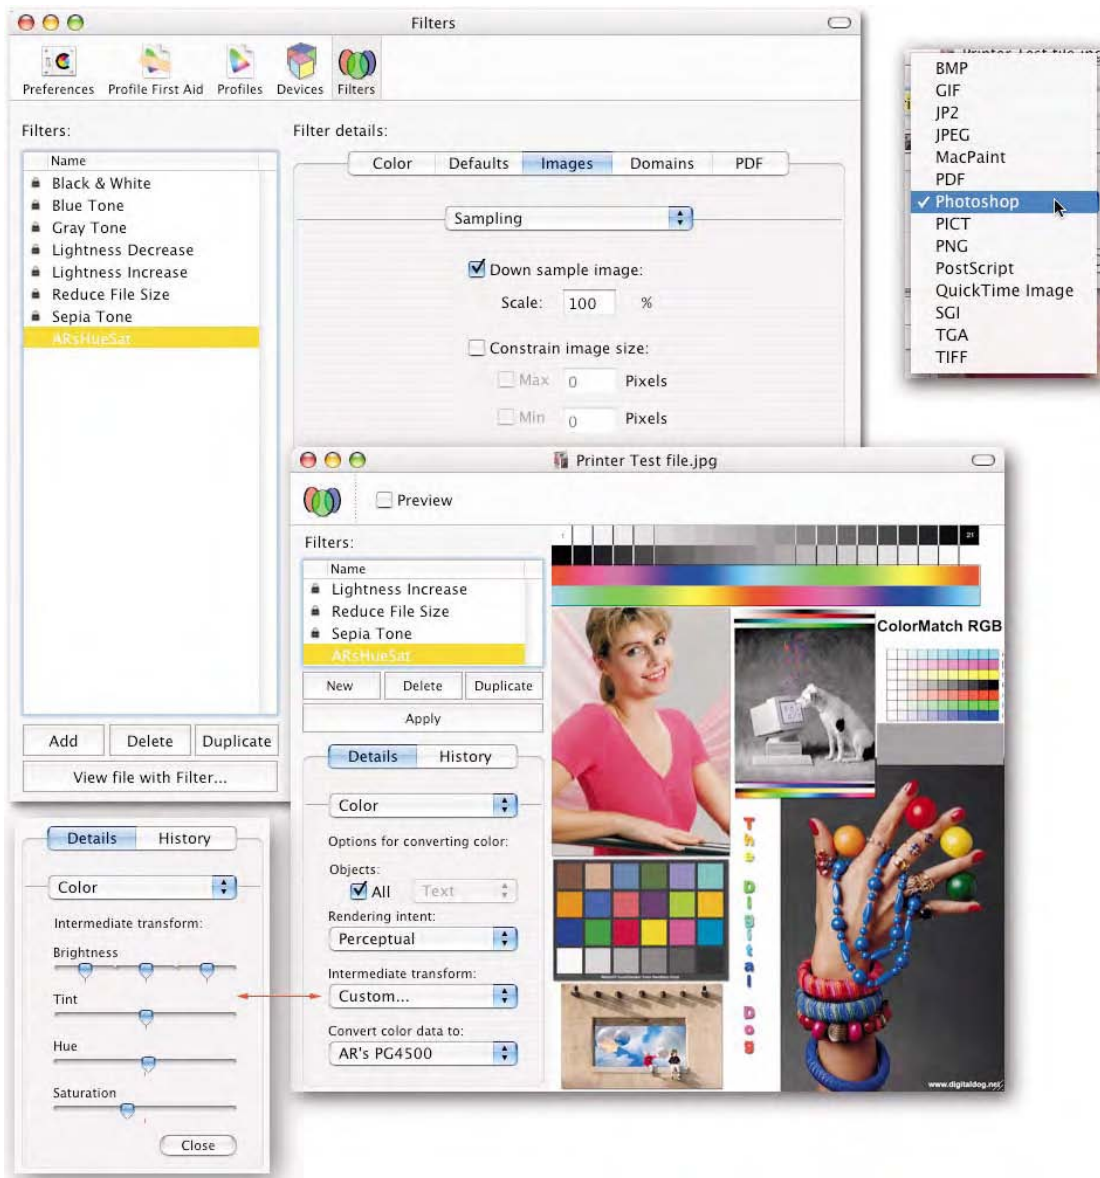 Filters
Preferences Profile First Aid Profiles Devices Filters
Filters:
Name
Black & White
Blue Tone
Gray Tone
Lightness Decrease
Lightness Increase
Reduce File Size
Sepia Tone
ARsHueSat
Add Delete Duplicate
View file with Filter...
Filter details:
Color Defaults Images Domains PDF
Sampling
Down sample image:
Scale: 100 %
Constrain image size:
Max 0 Pixels
Min 0 Pixels
BMP
GIF
JP2
JPEG
MacPaint
PDF
✓ Photoshop
PICT
PNG
PostScript
QuickTime Image
SGI
TGA
TIFF
Printer Test file.jpg
Preview
Filters:
Name
Lightness Increase
Reduce File Size
Sepia Tone
ARsHueSat
New Delete Duplicate
Apply
Details History
Color
Options for converting color:
Objects:
All Text
Rendering intent:
Perceptual
Intermediate transform:
Custom...
Convert color data to:
AR's PG4500
21
ColorMatch RGB
The Digital Dog
www.digitaldog.net
Details History
Color
Intermediate transform:
Brightness
Tint
Hue
Saturation
Close